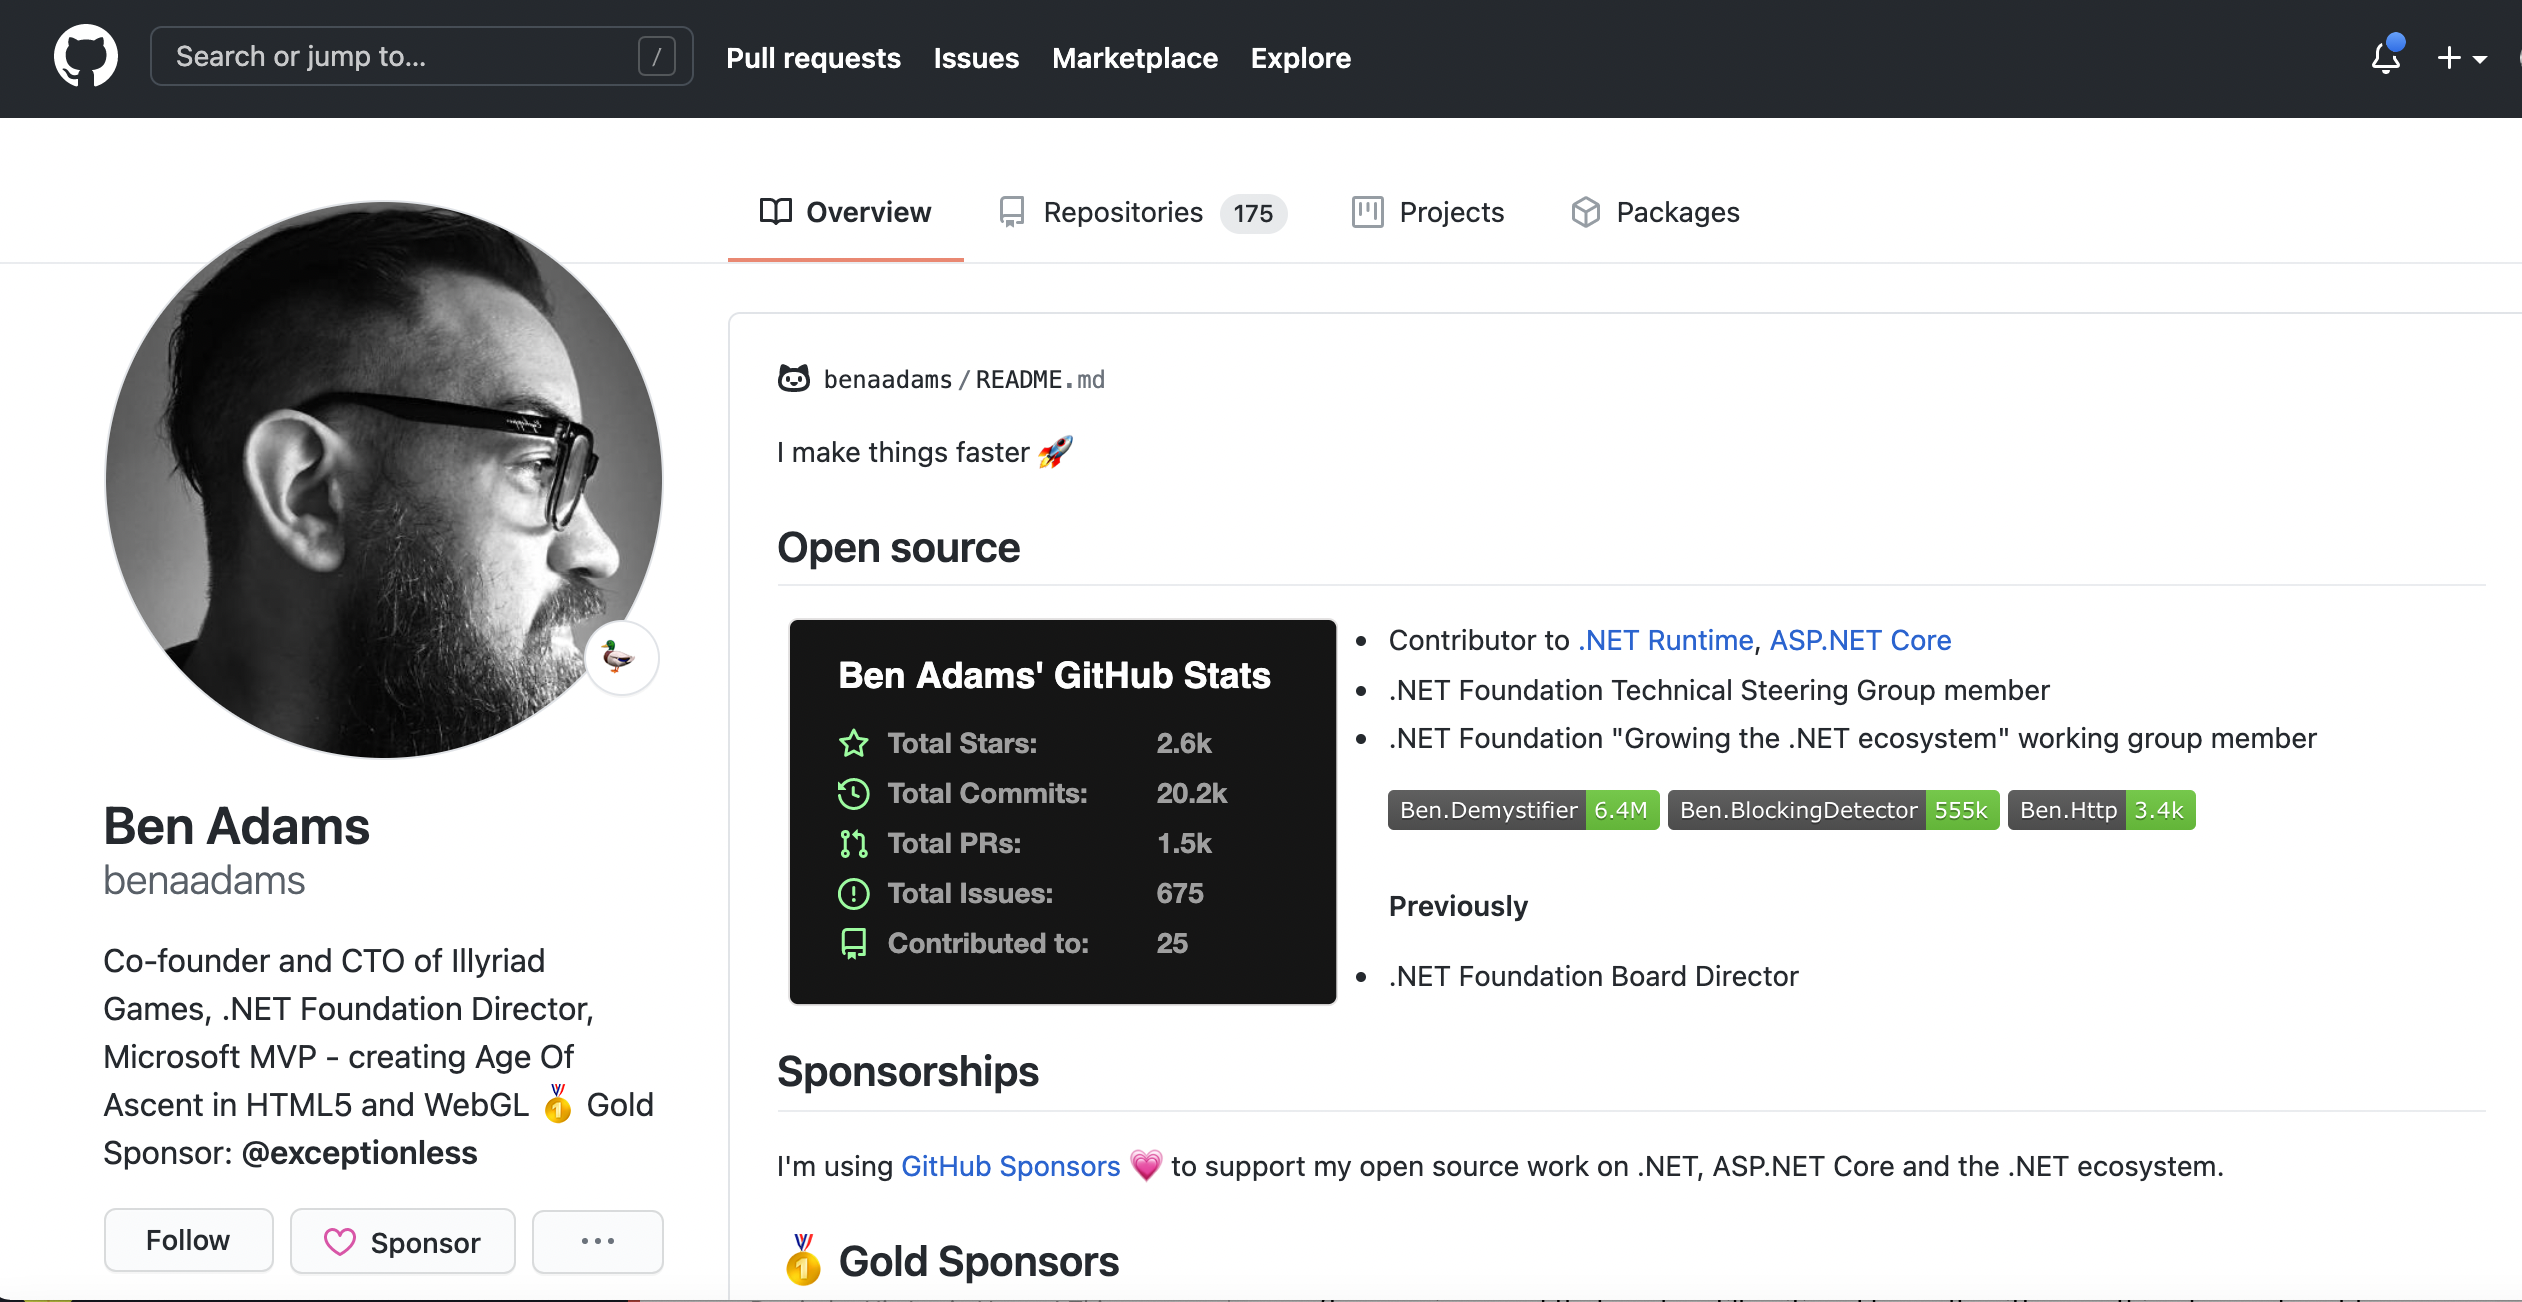 Search or jump to...
/
Pull requests
Issues
Marketplace
Explore
Overview
Repositories 175
Projects
Packages
Ben Adams
benaadams
Co-founder and CTO of Illyriad
Games, .NET Foundation Director,
Microsoft MVP - creating Age Of
Ascent in HTML5 and WebGL 🥇 Gold
Sponsor: @exceptionless
Follow
Sponsor
...
benaadams/README.md
I make things faster 🚀
Open source
Ben Adams' GitHub Stats
Total Stars: 2.6k
Total Commits: 20.2k
Total PRs: 1.5k
Total Issues: 675
Contributed to: 25
• Contributor to .NET Runtime, ASP.NET Core
• .NET Foundation Technical Steering Group member
• .NET Foundation "Growing the .NET ecosystem" working group member
Ben.Demystifier 6.4M Ben.BlockingDetector 555k Ben.Http 3.4k
Previously
• .NET Foundation Board Director
Sponsorships
I'm using GitHub Sponsors 💗 to support my open source work on .NET, ASP.NET Core and the .NET ecosystem.
🥇 Gold Sponsors